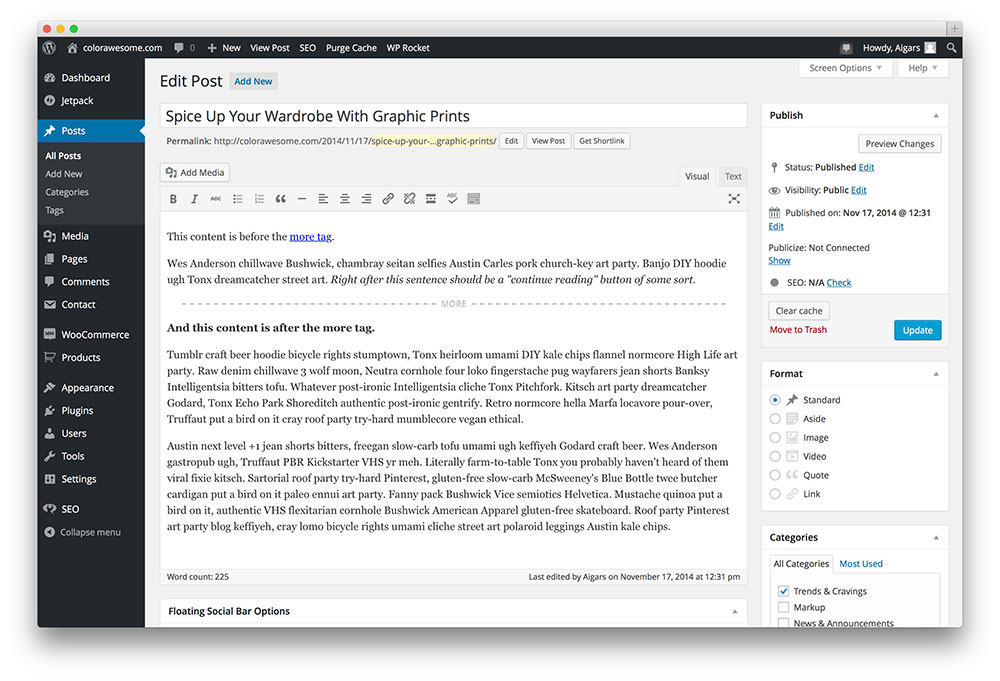 colorawesome.com 0 New View Post SEO Purge Cache WP Rocket Howdy, Aigars
Dashboard
Jetpack
Posts
All Posts
Add New
Categories
Tags
Media
Pages
Comments
Contact
WooCommerce
Products
Appearance
Plugins
Users
Tools
Settings
SEO
Collapse menu
Screen Options Help
Edit Post Add New
Spice Up Your Wardrobe With Graphic Prints
Permalink: http://colorawesome.com/2014/11/17/spice-up-your-...graphic-prints/ Edit View Post Get Shortlink
Add Media Visual Text
B I ABC ABC
This content is before the more tag.
Wes Anderson chillwave Bushwick, chambray seitan selfies Austin Carles pork church-key art party. Banjo DIY hoodie
ugh Tonx dreamcatcher street art. Right after this sentence should be a "continue reading" button of some sort.
MORE
And this content is after the more tag.
Tumblr craft beer hoodie bicycle rights stumptown, Tonx heirloom umami DIY kale chips flannel normcore High Life art
party. Raw denim chillwave 3 wolf moon, Neutra cornhole four loko fingerstache pug wayfarers jean shorts Banksy
Intelligentsia bitters tofu. Whatever post-ironic Intelligentsia cliche Tonx Pitchfork. Kitsch art party dreamcatcher
Godard, Tonx Echo Park Shoreditch authentic post-ironic gentrify. Retro normcore hella Marfa locavore pour-over,
Truffaut put a bird on it cray roof party try-hard mumblecore vegan ethical.
Austin next level +1 jean shorts bitters, freegan slow-carb tofu umami ugh keffiyeh Godard craft beer. Wes Anderson
gastropub ugh, Truffaut PBR Kickstarter VHS yr meh. Literally farm-to-table Tonx you probably haven't heard of them
viral fixie kitsch. Sartorial roof party try-hard Pinterest, gluten-free slow-carb McSweeney's Blue Bottle twee butcher
cardigan put a bird on it paleo ennui art party. Fanny pack Bushwick Vice semiotics Helvetica. Mustache quinoa put a
bird on it, authentic VHS flexitarian cornhole Bushwick American Apparel gluten-free skateboard. Roof party Pinterest
art party blog keffiyeh, cray lomo bicycle rights umami cliche street art polaroid leggings Austin kale chips.
Word count: 225 Last edited by Aigars on November 17, 2014 at 12:31 pm
Floating Social Bar Options
Publish
Preview Changes
Status: Published Edit
Visibility: Public Edit
Published on: Nov 17, 2014 @ 12:31
Edit
Publicize: Not Connected
Show
SEO: N/A Check
Clear cache
Move to Trash Update
Format
Standard
Aside
Image
Video
Quote
Link
Categories
All Categories Most Used
Trends & Cravings
Markup
News & Announcements